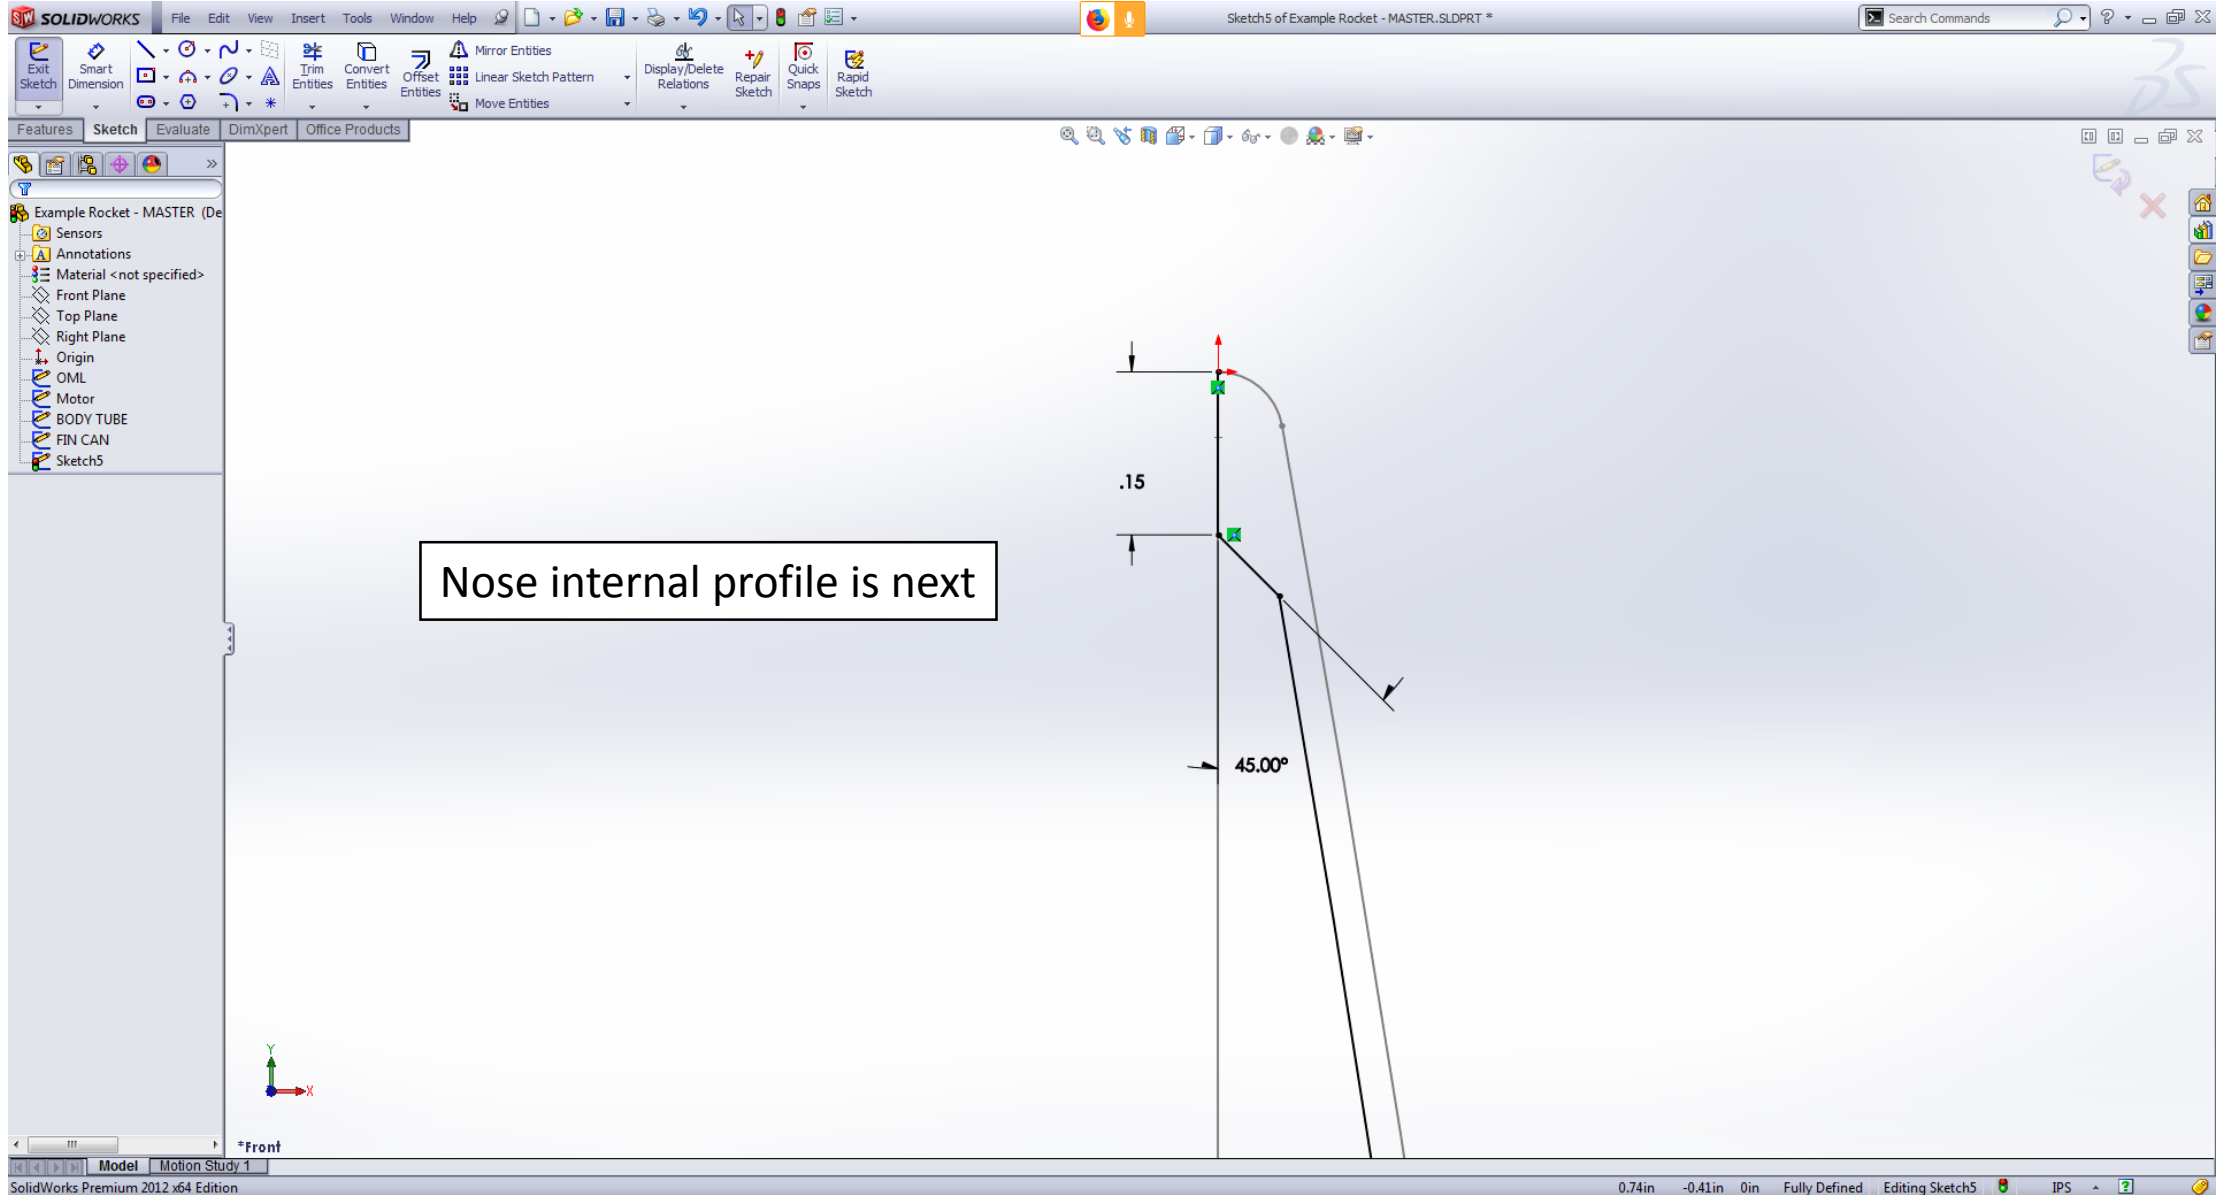 SOLIDWORKS File Edit View Insert Tools Window Help Sketch5 of Example Rocket - MASTER.SLDPRT * Search Commands
Exit Sketch
Smart Dimension
Trim Entities
Convert Entities
Offset Entities
Mirror Entities
Linear Sketch Pattern
Move Entities
Display/Delete Relations
Repair Sketch
Quick Snaps
Rapid Sketch
Features Sketch Evaluate DimXpert Office Products
Example Rocket - MASTER (De
Sensors
Annotations
Material <not specified>
Front Plane
Top Plane
Right Plane
Origin
OML
Motor
BODY TUBE
FIN CAN
Sketch5
.15
Nose internal profile is next
45.00°
Y
X
*Front
Model Motion Study 1
SolidWorks Premium 2012 x64 Edition 0.74in -0.41in 0in Fully Defined Editing Sketch5 IPS